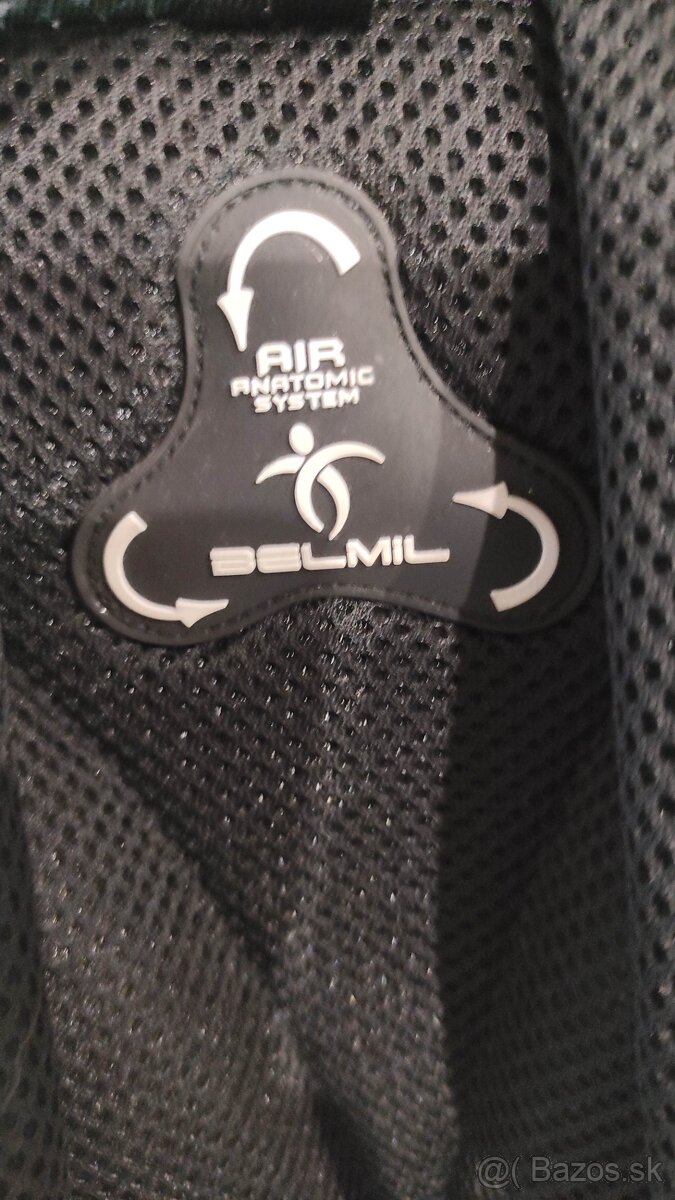 AIR
ANATOMIC
SYSTEM
BELMIL
@( Bazos.sk